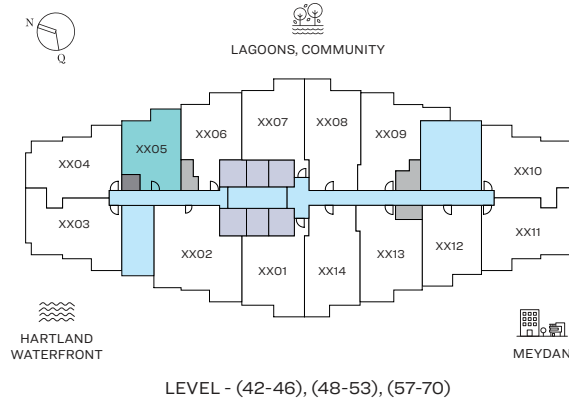 N
Q
LAGOONS, COMMUNITY
XX04
XX05
XX06
XX07
XX08
XX09
XX10
XX03
XX02
XX01
XX14
XX13
XX12
XX11
HARTLAND
WATERFRONT
MEYDAN
LEVEL - (42-46), (48-53), (57-70)